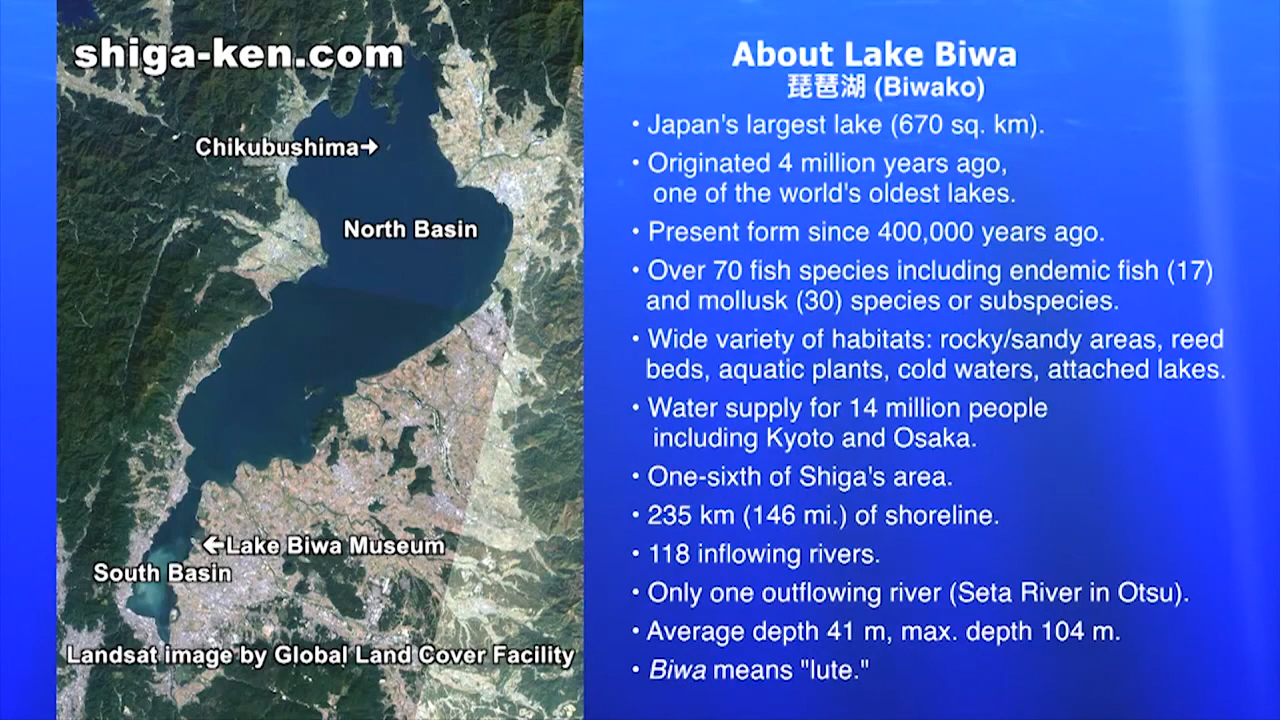 shiga-ken.com
Chikubushima→
North Basin
←Lake Biwa Museum
South Basin
Landsat image by Global Land Cover Facility
About Lake Biwa
琵琶湖 (Biwako)
• Japan's largest lake (670 sq. km).
• Originated 4 million years ago,
one of the world's oldest lakes.
• Present form since 400,000 years ago.
• Over 70 fish species including endemic fish (17)
and mollusk (30) species or subspecies.
• Wide variety of habitats: rocky/sandy areas, reed
beds, aquatic plants, cold waters, attached lakes.
• Water supply for 14 million people
including Kyoto and Osaka.
• One-sixth of Shiga's area.
• 235 km (146 mi.) of shoreline.
• 118 inflowing rivers.
• Only one outflowing river (Seta River in Otsu).
• Average depth 41 m, max. depth 104 m.
• Biwa means "lute."